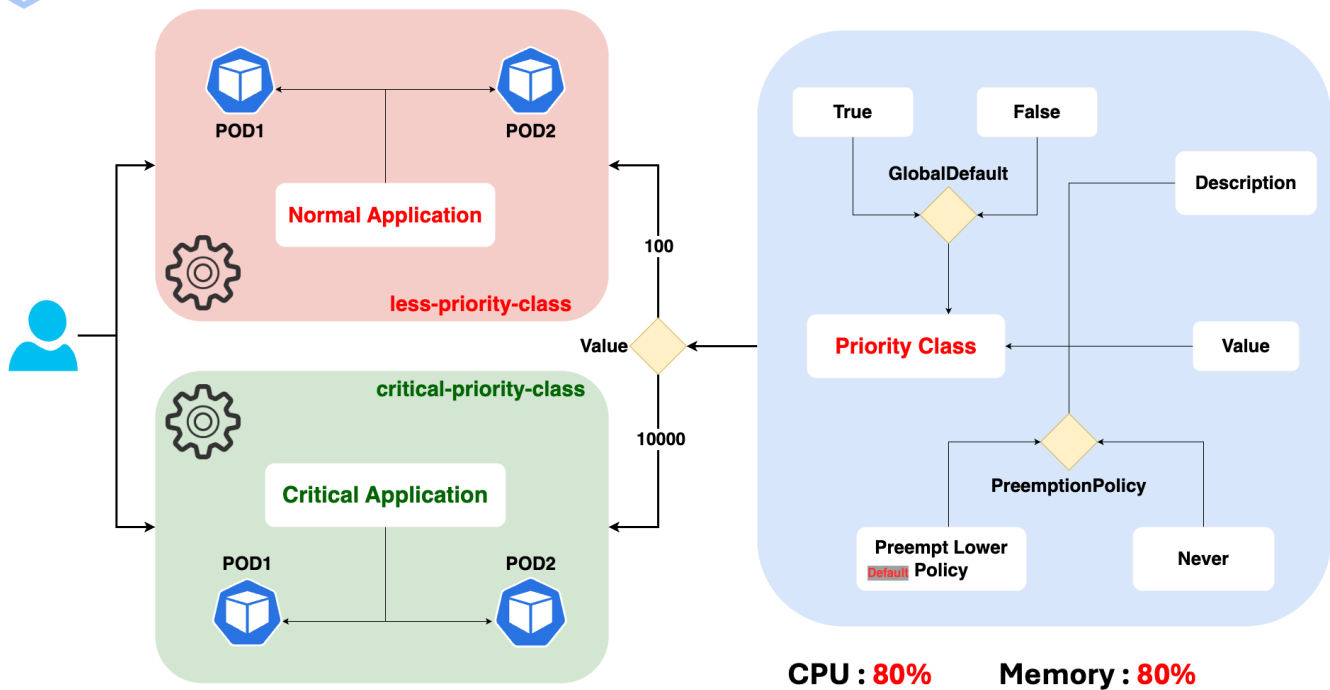 POD1
POD2
Normal Application
less-priority-class
critical-priority-class
Critical Application
POD1
POD2
100
Value
10000
True
False
GlobalDefault
Description
Priority Class
Value
PreemptionPolicy
Preempt Lower
Default Policy
Never
CPU : 80%
Memory : 80%